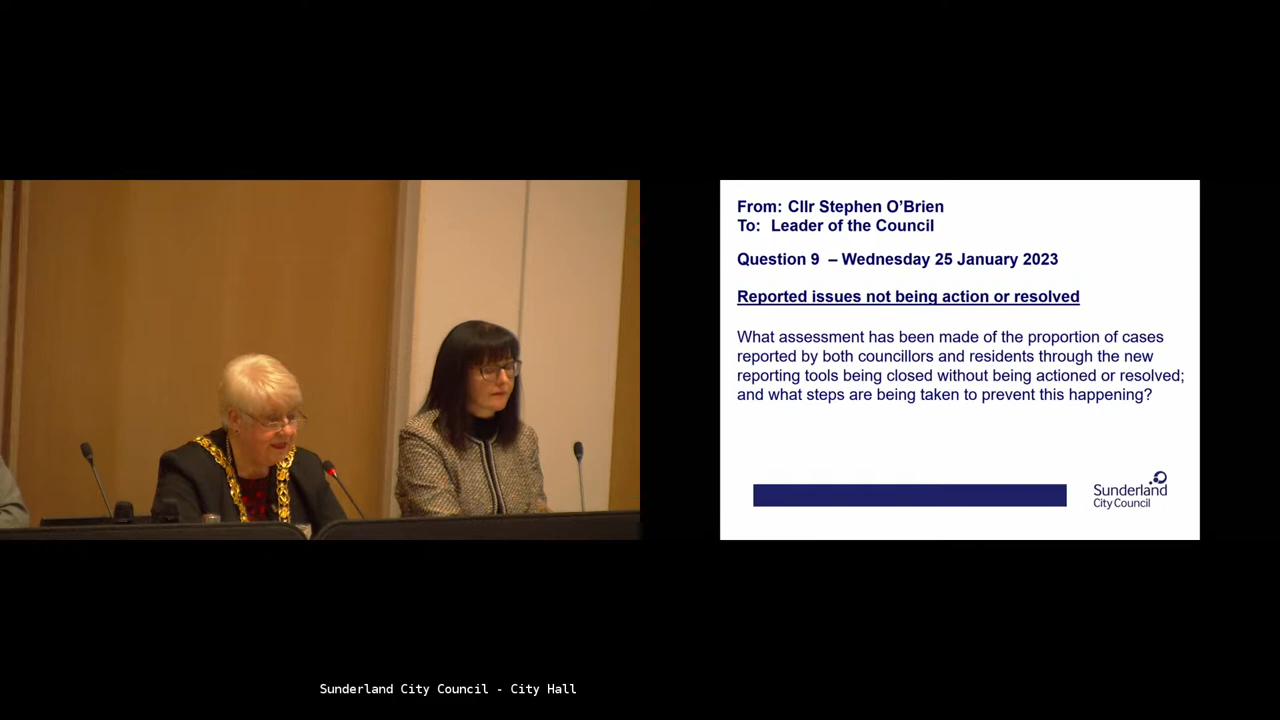 From: Cllr Stephen O’Brien
To: Leader of the Council
Question 9 – Wednesday 25 January 2023
Reported issues not being action or resolved
What assessment has been made of the proportion of cases
reported by both councillors and residents through the new
reporting tools being closed without being actioned or resolved;
and what steps are being taken to prevent this happening?
Sunderland
City Council
Sunderland City Council - City Hall